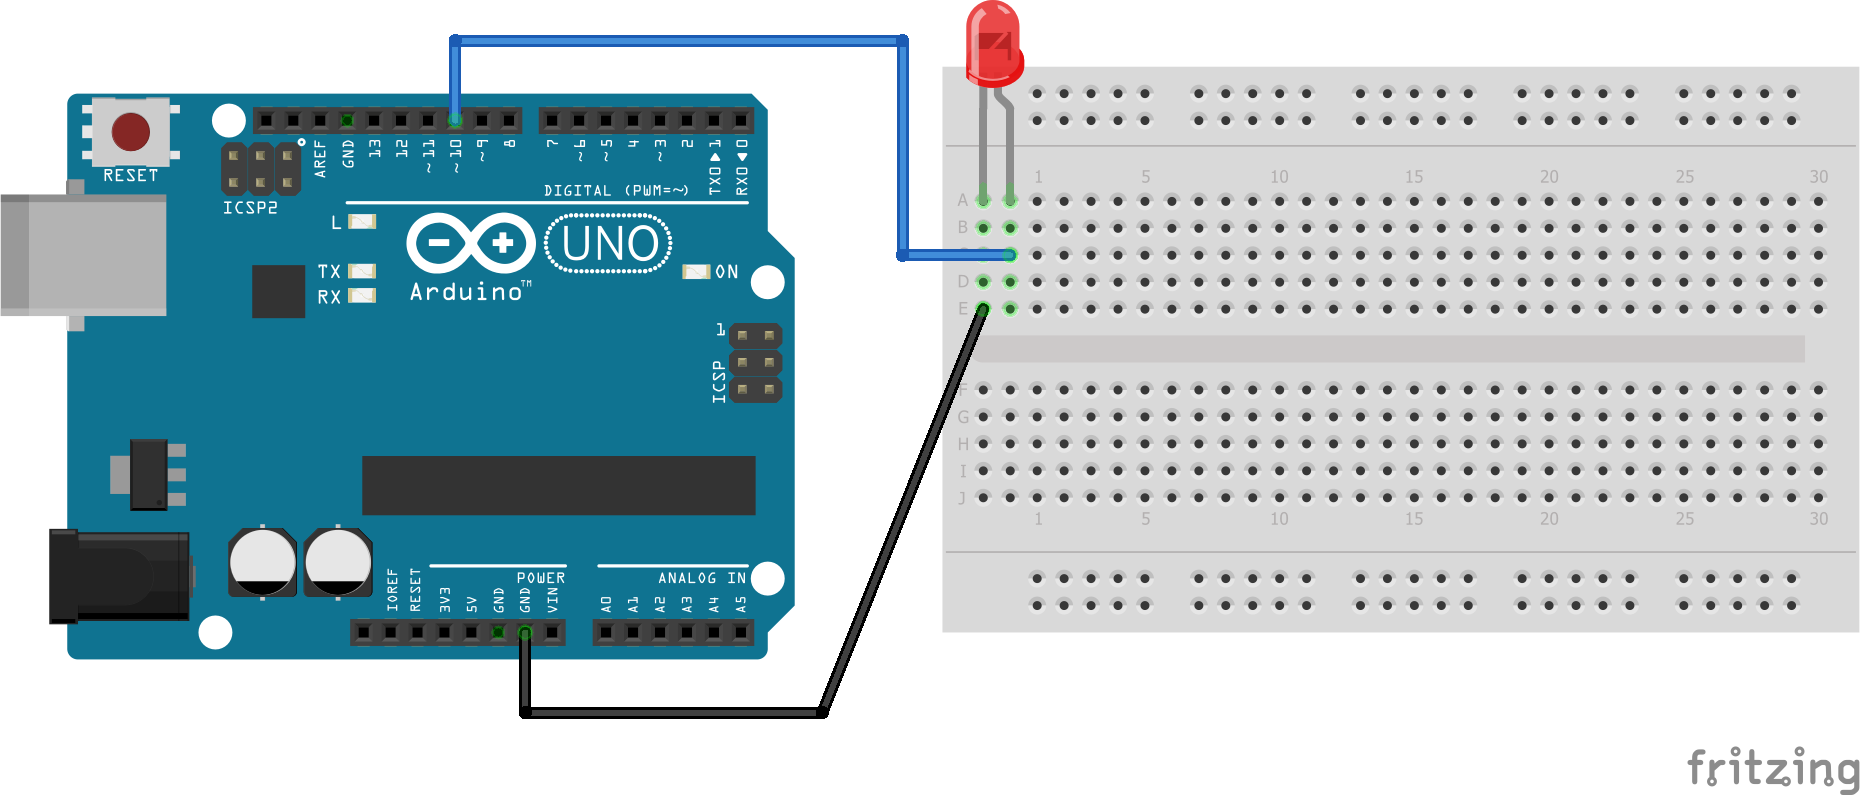 RESET
ICSP2
AREF
GND
13
12
~11
~10
~9
8
7
~6
~5
4
~3
2
TX0▶1
RX0◀0
DIGITAL (PWM=~)
L
TX
RX
Arduino™
UNO
ON
1
ICSP
POWER
ANALOG IN
IOREF
RESET
3V3
5V
GND
GND
VIN
A0
A1
A2
A3
A4
A5
1 5 10 15 20 25 30
A
B
D
E
F
G
H
I
J
1 5 10 15 20 25 30
fritzing